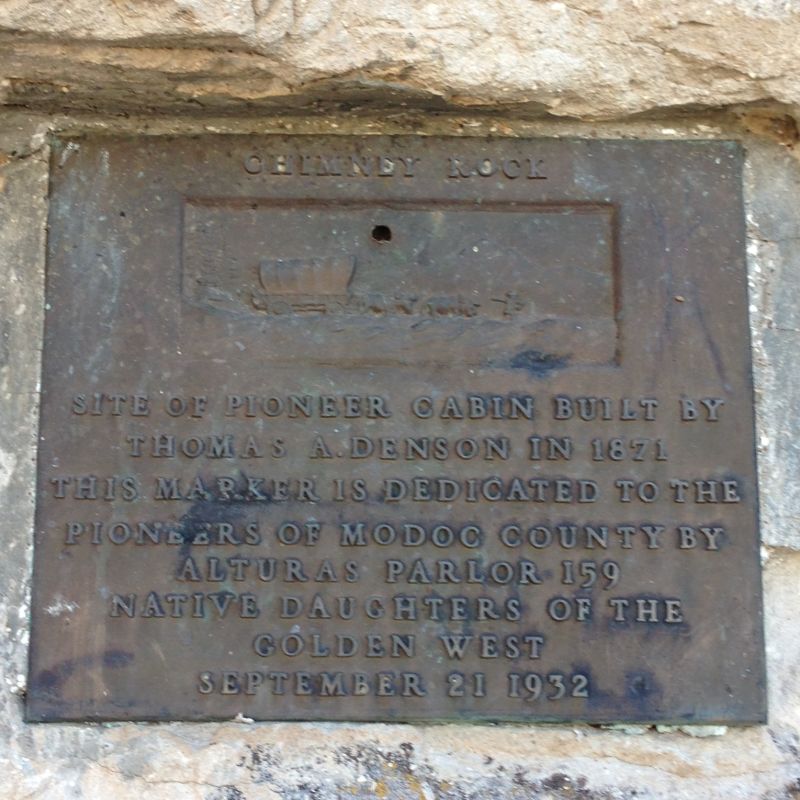 CHIMNEY ROCK
SITE OF PIONEER CABIN BUILT BY
THOMAS A. DENSON IN 1871
THIS MARKER IS DEDICATED TO THE
PIONEERS OF MODOC COUNTY BY
ALTURAS PARLOR 159
NATIVE DAUGHTERS OF THE
GOLDEN WEST
SEPTEMBER 21 1932